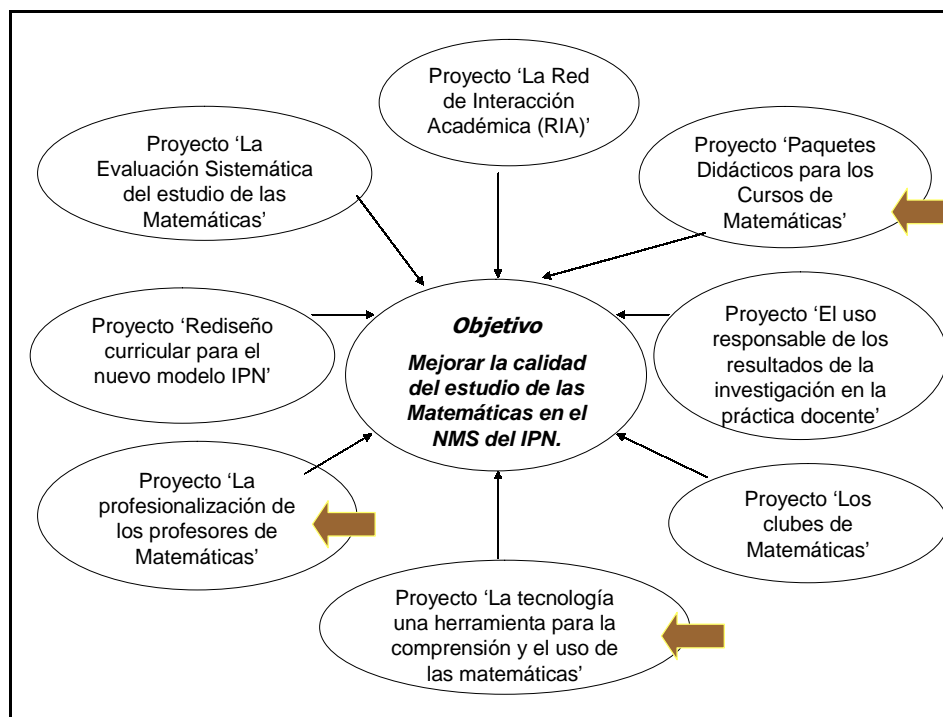 Proyecto ‘La Red
de Interacción
Académica (RIA)’
Proyecto ‘La
Evaluación Sistemática
del estudio de las
Matemáticas’
Proyecto ‘Paquetes
Didácticos para los
Cursos de
Matemáticas’
Proyecto ‘Rediseño
curricular para el
nuevo modelo IPN’
Objetivo
Mejorar la calidad
del estudio de las
Matemáticas en el
NMS del IPN.
Proyecto ‘El uso
responsable de los
resultados de la
investigación en la
práctica docente’
Proyecto ‘La
profesionalización de
los profesores de
Matemáticas’
Proyecto ‘Los
clubes de
Matemáticas’
Proyecto ‘La tecnología
una herramienta para la
comprensión y el uso de
las matemáticas’